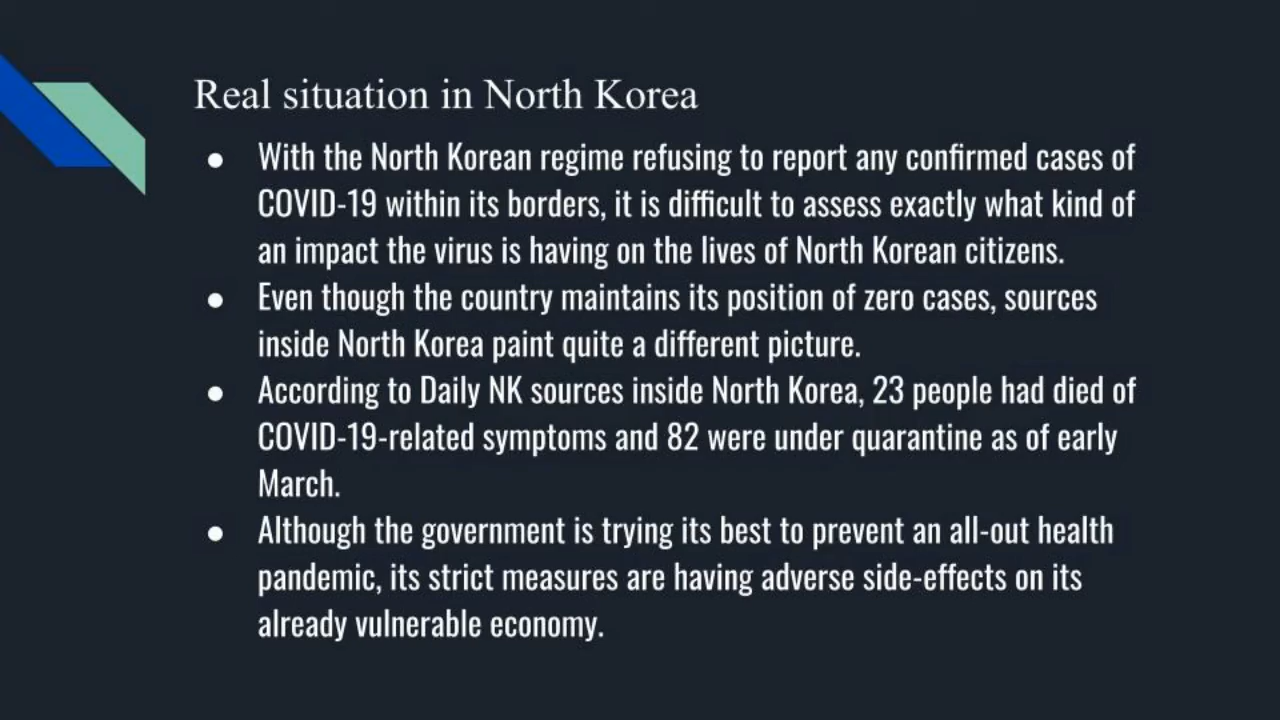 Real situation in North Korea
● With the North Korean regime refusing to report any confirmed cases of
COVID-19 within its borders, it is difficult to assess exactly what kind of
an impact the virus is having on the lives of North Korean citizens.
● Even though the country maintains its position of zero cases, sources
inside North Korea paint quite a different picture.
● According to Daily NK sources inside North Korea, 23 people had died of
COVID-19-related symptoms and 82 were under quarantine as of early
March.
● Although the government is trying its best to prevent an all-out health
pandemic, its strict measures are having adverse side-effects on its
already vulnerable economy.